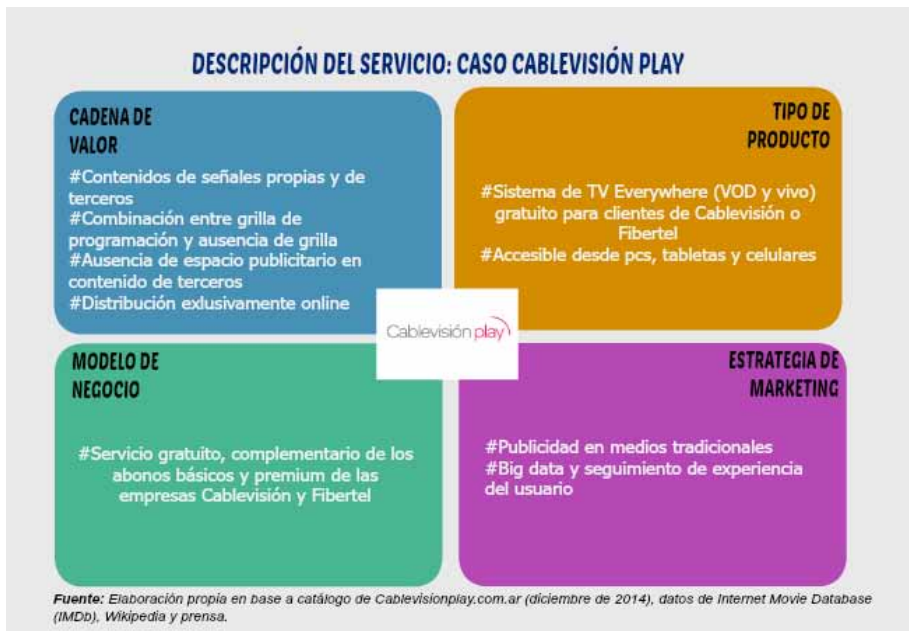 DESCRIPCIÓN DEL SERVICIO: CASO CABLEVISIÓN PLAY
CADENA DE
VALOR
#Contenidos de señales propias y de
terceros
#Combinación entre grilla de
programación y ausencia de grilla
#Ausencia de espacio publicitario en
contenido de terceros
#Distribución exlusivamente online
TIPO DE
PRODUCTO
#Sistema de TV Everywhere (VOD y vivo)
gratuito para clientes de Cablevisión o
Fibertel
#Accesible desde pcs, tabletas y celulares
Cablevisión play
MODELO DE
NEGOCIO
#Servicio gratuito, complementario de los
abonos básicos y premium de las
empresas Cablevisión y Fibertel
ESTRATEGIA DE
MARKETING
#Publicidad en medios tradicionales
#Big data y seguimiento de experiencia
del usuario
Fuente: Elaboración propia en base a catálogo de Cablevisionplay.com.ar (diciembre de 2014), datos de Internet Movie Database
(IMDb), Wikipedia y prensa.